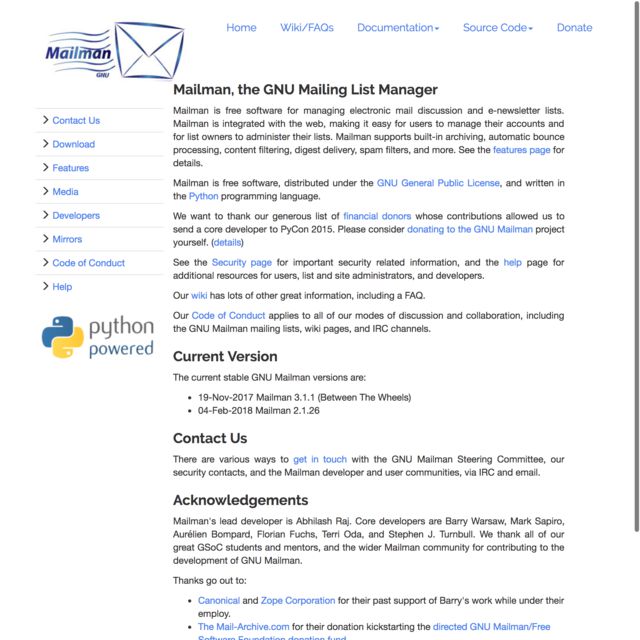 Home Wiki/FAQs Documentation Source Code Donate
Mailman
GNU
Contact Us
Download
Features
Media
Developers
Mirrors
Code of Conduct
Help
python
powered
Mailman, the GNU Mailing List Manager
Mailman is free software for managing electronic mail discussion and e-newsletter lists.
Mailman is integrated with the web, making it easy for users to manage their accounts and
for list owners to administer their lists. Mailman supports built-in archiving, automatic bounce
processing, content filtering, digest delivery, spam filters, and more. See the features page for
details.
Mailman is free software, distributed under the GNU General Public License, and written in
the Python programming language.
We want to thank our generous list of financial donors whose contributions allowed us to
send a core developer to PyCon 2015. Please consider donating to the GNU Mailman project
yourself. (details)
See the Security page for important security related information, and the help page for
additional resources for users, list and site administrators, and developers.
Our wiki has lots of other great information, including a FAQ.
Our Code of Conduct applies to all of our modes of discussion and collaboration, including
the GNU Mailman mailing lists, wiki pages, and IRC channels.
Current Version
The current stable GNU Mailman versions are:
19-Nov-2017 Mailman 3.1.1 (Between The Wheels)
04-Feb-2018 Mailman 2.1.26
Contact Us
There are various ways to get in touch with the GNU Mailman Steering Committee, our
security contacts, and the Mailman developer and user communities, via IRC and email.
Acknowledgements
Mailman's lead developer is Abhilash Raj. Core developers are Barry Warsaw, Mark Sapiro,
Aurélien Bompard, Florian Fuchs, Terri Oda, and Stephen J. Turnbull. We thank all of our
great GSoC students and mentors, and the wider Mailman community for contributing to the
development of GNU Mailman.
Thanks go out to:
Canonical and Zope Corporation for their past support of Barry's work while under their
employ.
The Mail-Archive.com for their donation kickstarting the directed GNU Mailman/Free
Software Foundation donation fund